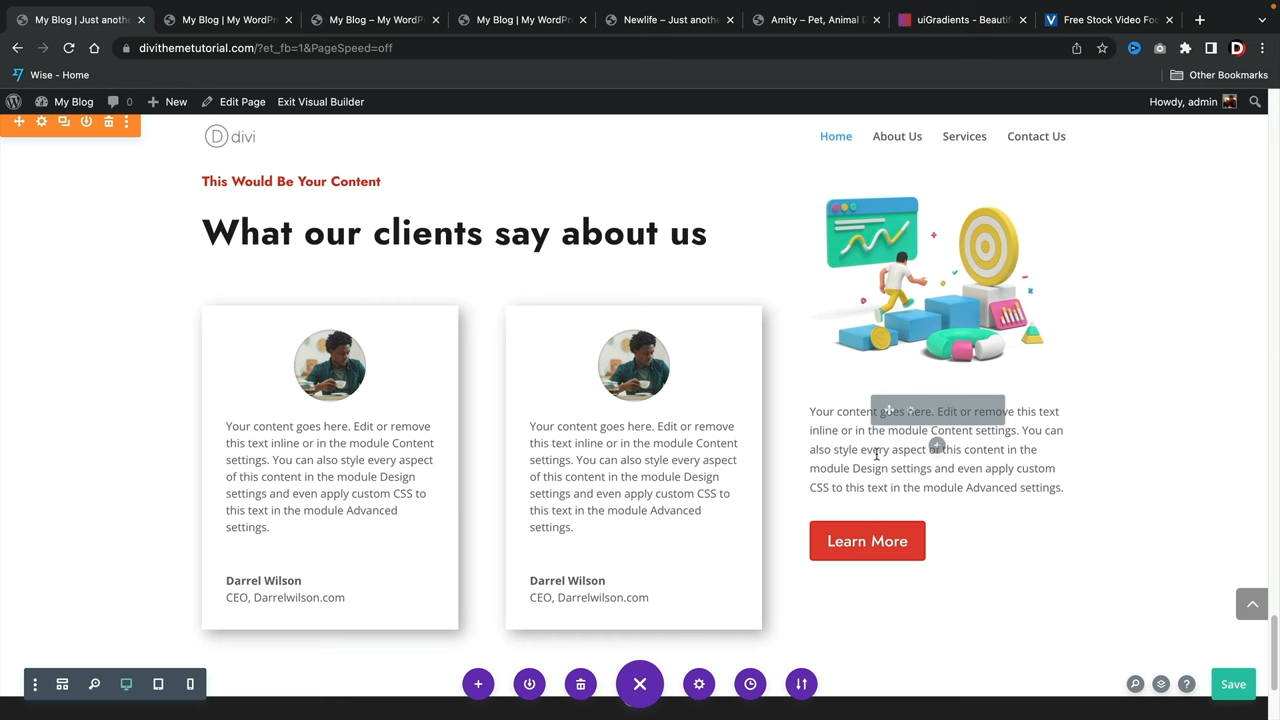 My Blog | Just anoth
My Blog | My WordPr
My Blog – My WordP
My Blog | My WordPr
Newlife – Just anoth
Amity – Pet, Animal D
uiGradients - Beautif
Free Stock Video Foo
divithemetutorial.com/?et_fb=1&PageSpeed=off
Wise - Home
Other Bookmarks
My Blog
0
New
Edit Page
Exit Visual Builder
Howdy, admin
divi
Home
About Us
Services
Contact Us
This Would Be Your Content
What our clients say about us
Your content goes here. Edit or remove
this text inline or in the module Content
settings. You can also style every aspect
of this content in the module Design
settings and even apply custom CSS to
this text in the module Advanced
settings.
Darrel Wilson
CEO, Darrelwilson.com
Your content goes here. Edit or remove
this text inline or in the module Content
settings. You can also style every aspect
of this content in the module Design
settings and even apply custom CSS to
this text in the module Advanced
settings.
Darrel Wilson
CEO, Darrelwilson.com
Your content goes here. Edit or remove this text
inline or in the module Content settings. You can
also style every aspect of this content in the
module Design settings and even apply custom
CSS to this text in the module Advanced settings.
Learn More
Save